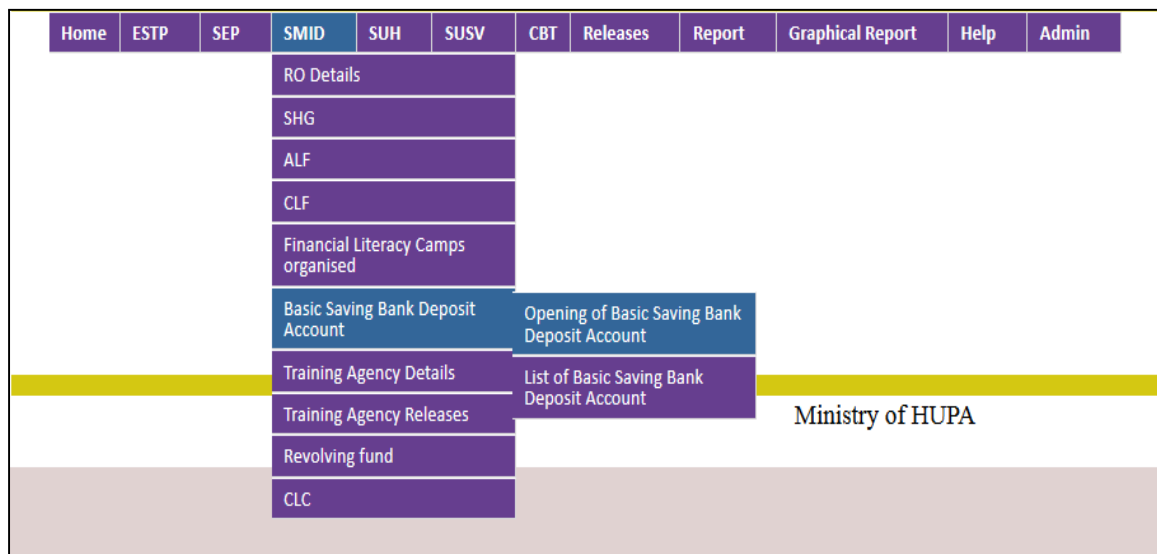 Home ESTP SEP SMID SUH SUSV CBT Releases Report Graphical Report Help Admin
RO Details
SHG
ALF
CLF
Financial Literacy Camps
organised
Basic Saving Bank Deposit
Account
Opening of Basic Saving Bank
Deposit Account
Training Agency Details
List of Basic Saving Bank
Deposit Account
Training Agency Releases
Ministry of HUPA
Revolving fund
CLC